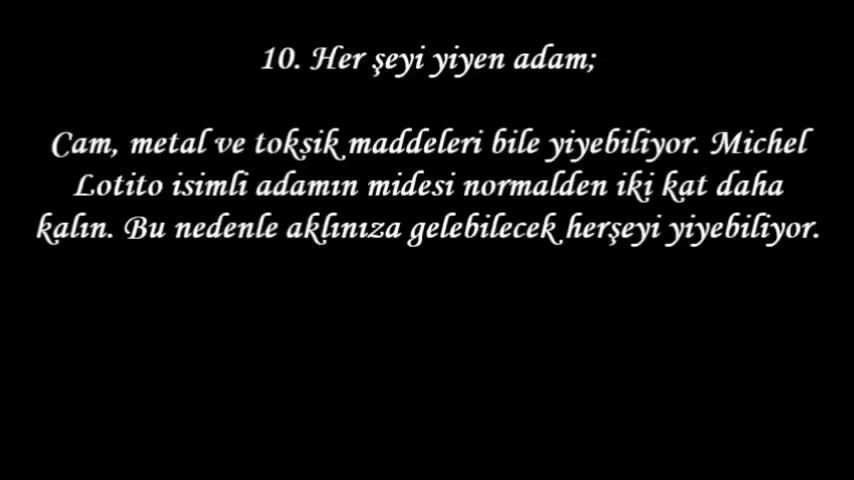 10. Her şeyi yiyen adam;
Cam, metal ve toksik maddeleri bile yiyebiliyor. Michel
Lotito isimli adamın midesi normalden iki kat daha
kalın. Bu nedenle aklınıza gelebilecek herşeyi yiyebiliyor.